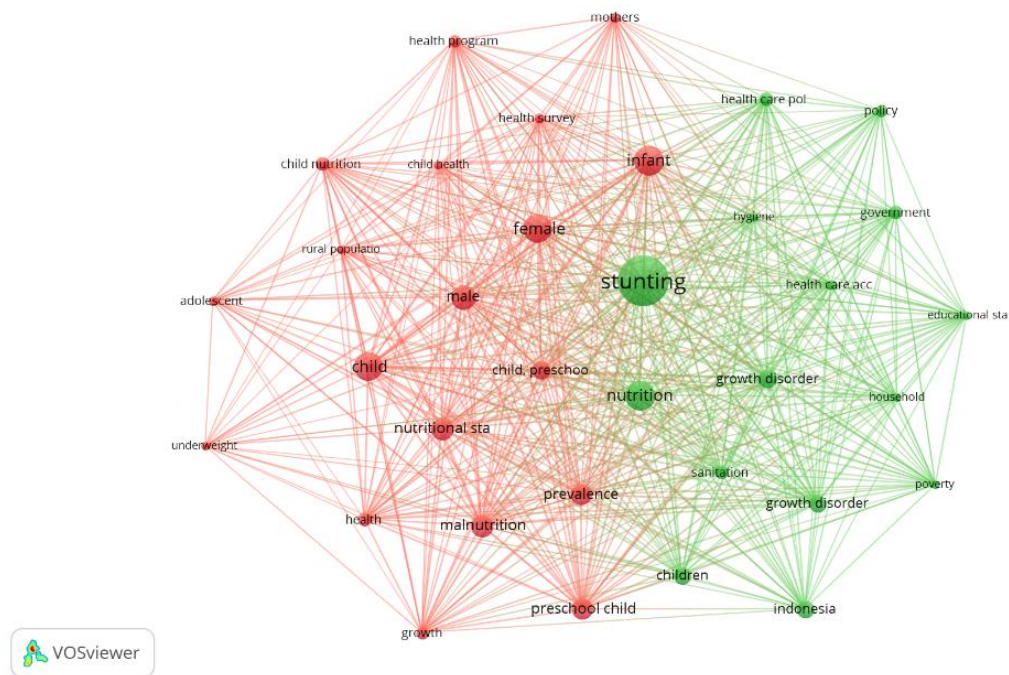 mothers
health program
health care pol
policy
health survey
infant
child nutrition
child health
hygiene
government
female
rural populatio
stunting
health care acc
adolescent
male
educational sta
child
child, preschoo
growth disorder
nutrition
household
nutritional sta
underweight
sanitation
poverty
prevalence
growth disorder
health
malnutrition
children
preschool child
indonesia
growth
VOSviewer